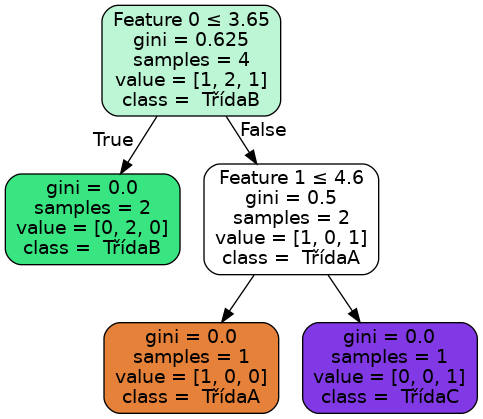 Feature 0 ≤ 3.65
gini = 0.625
samples = 4
value = [1, 2, 1]
class =  TřídaB
True
False
gini = 0.0
samples = 2
value = [0, 2, 0]
class =  TřídaB
Feature 1 ≤ 4.6
gini = 0.5
samples = 2
value = [1, 0, 1]
class =  TřídaA
gini = 0.0
samples = 1
value = [1, 0, 0]
class =  TřídaA
gini = 0.0
samples = 1
value = [0, 0, 1]
class =  TřídaC